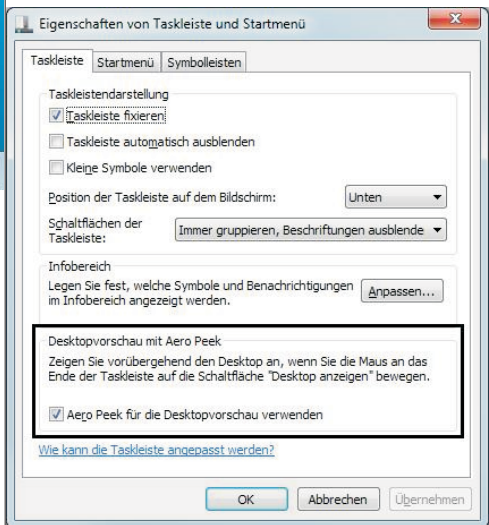 Eigenschaften von Taskleiste und Startmenü
Taskleiste Startmenü Symbolleisten
Taskleistendarstellung
Taskleiste fixieren
Taskleiste automatisch ausblenden
Kleine Symbole verwenden
Position der Taskleiste auf dem Bildschirm: Unten
Schaltflächen der
Taskleiste: Immer gruppieren, Beschriftungen ausblende
Infobereich
Legen Sie fest, welche Symbole und Benachrichtigungen
im Infobereich angezeigt werden. Anpassen...
Desktopvorschau mit Aero Peek
Zeigen Sie vorübergehend den Desktop an, wenn Sie die Maus an das
Ende der Taskleiste auf die Schaltfläche "Desktop anzeigen" bewegen.
Aero Peek für die Desktopvorschau verwenden
Wie kann die Taskleiste angepasst werden?
OK Abbrechen Übernehmen